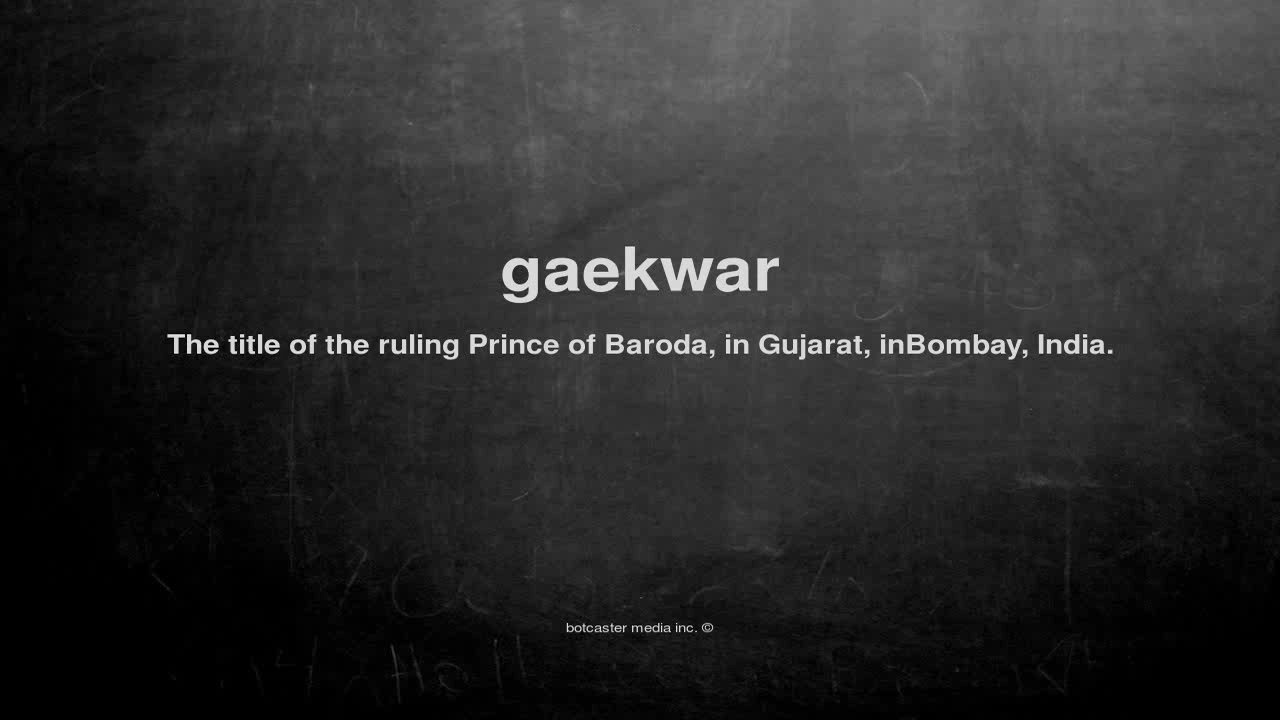 gaekwar
The title of the ruling Prince of Baroda, in Gujarat, inBombay, India.
botcaster media inc. ©